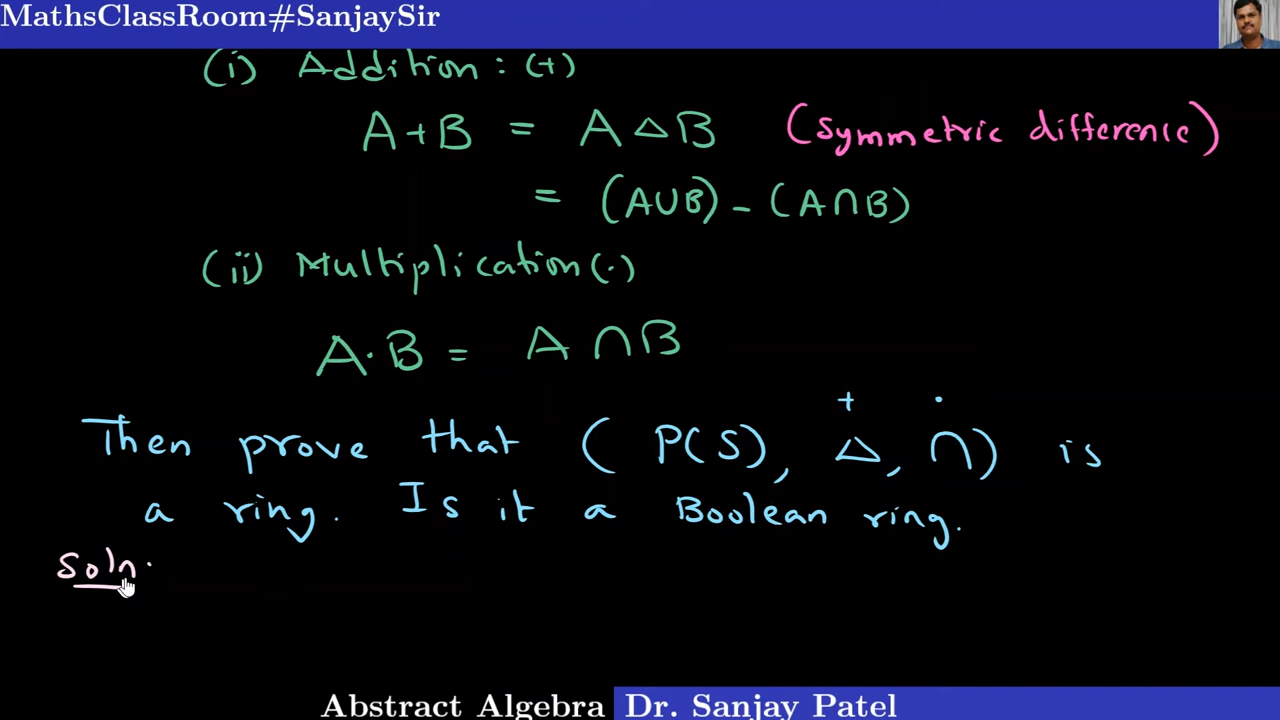 MathsClassRoom#SanjaySir
(i) Addition : (+)
A+B = A △ B (Symmetric difference)
= (A∪B) - (A∩B)
(ii) Multiplication (·)
A·B = A ∩ B
+ ·
Then prove that ( P(S), △, ∩) is
a ring. Is it a Boolean ring.
Soln.
Abstract Algebra Dr. Sanjay Patel